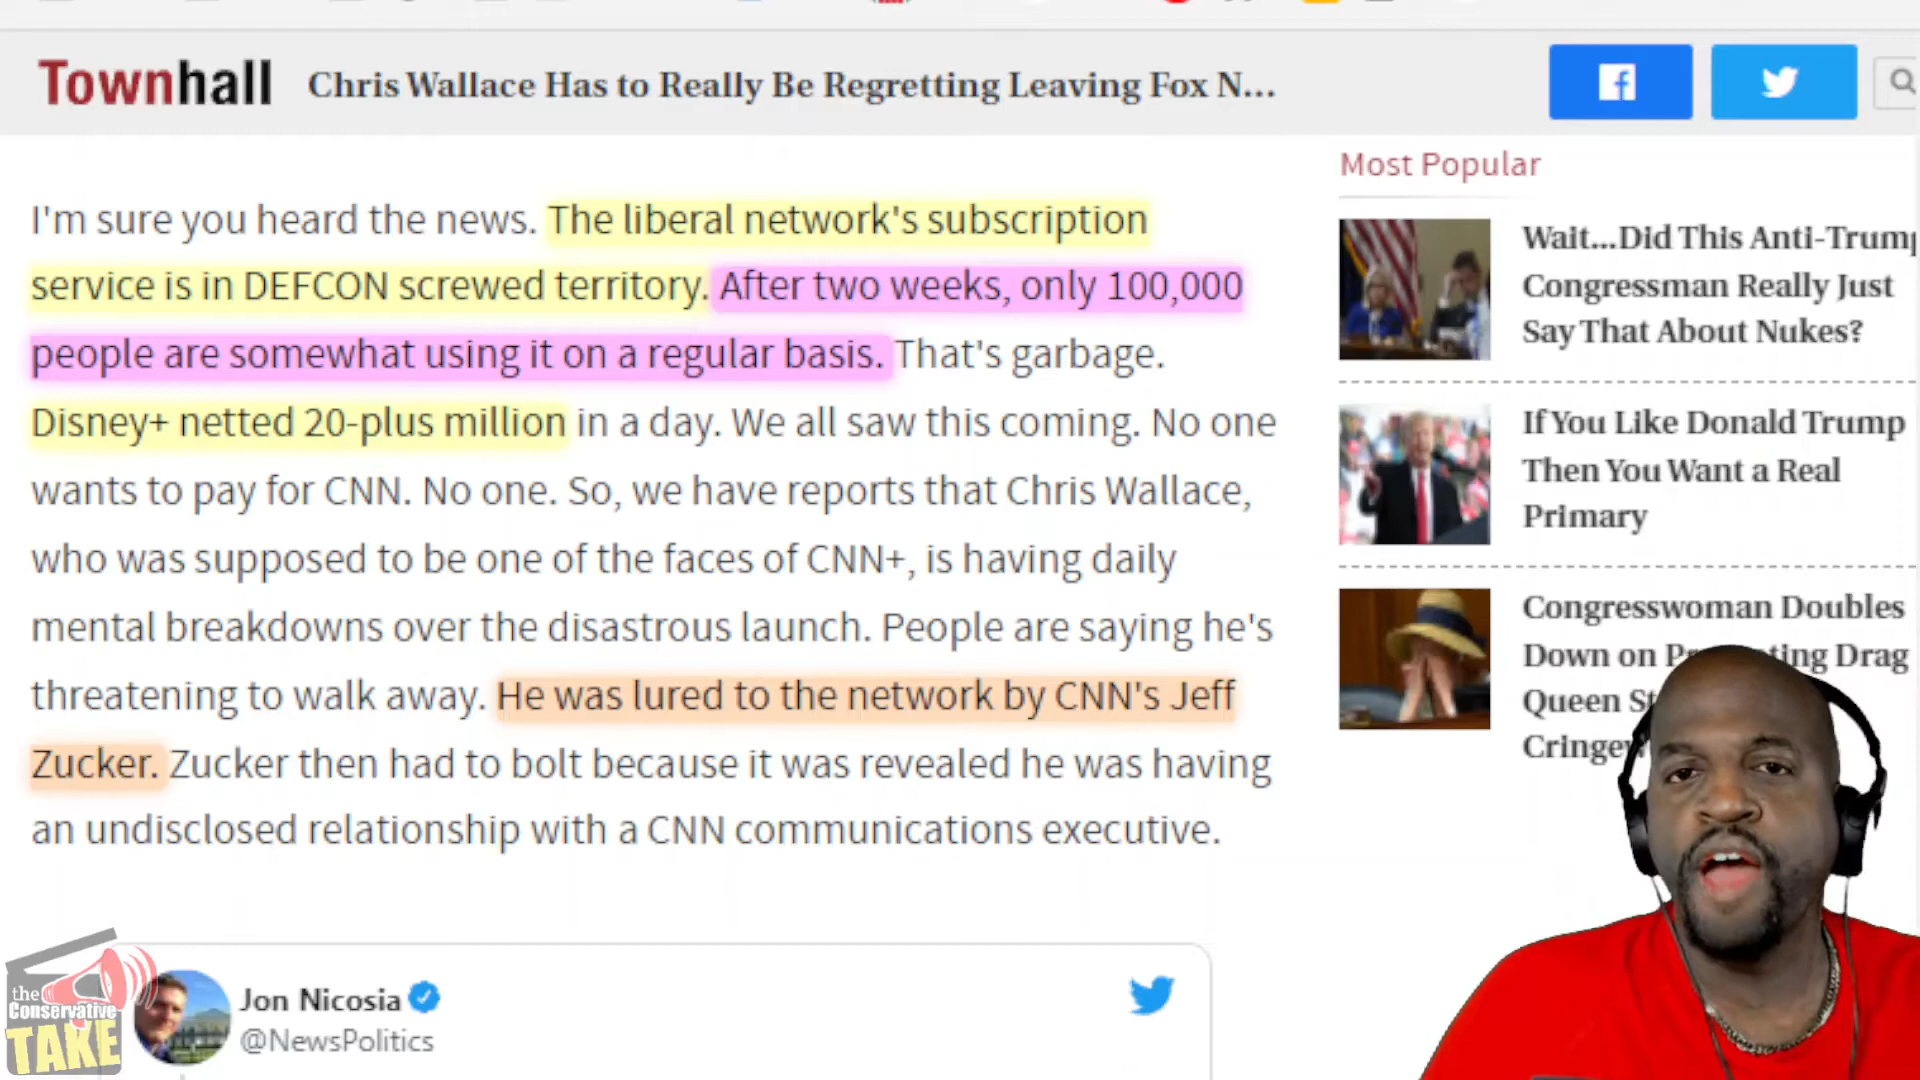 Townhall
Chris Wallace Has to Really Be Regretting Leaving Fox N...
I'm sure you heard the news. The liberal network's subscription
service is in DEFCON screwed territory. After two weeks, only 100,000
people are somewhat using it on a regular basis. That's garbage.
Disney+ netted 20-plus million in a day. We all saw this coming. No one
wants to pay for CNN. No one. So, we have reports that Chris Wallace,
who was supposed to be one of the faces of CNN+, is having daily
mental breakdowns over the disastrous launch. People are saying he's
threatening to walk away. He was lured to the network by CNN's Jeff
Zucker. Zucker then had to bolt because it was revealed he was having
an undisclosed relationship with a CNN communications executive.
Most Popular
Wait...Did This Anti-Trump
Congressman Really Just
Say That About Nukes?
If You Like Donald Trump
Then You Want a Real
Primary
Congresswoman Doubles
Down on Drag
Queen
Jon Nicosia
@NewsPolitics
the
Conservative
TAKE